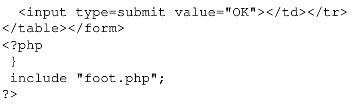 <input type=submit value="OK"></td></tr>
</table></form>
<?php
}
include "foot.php";
?>